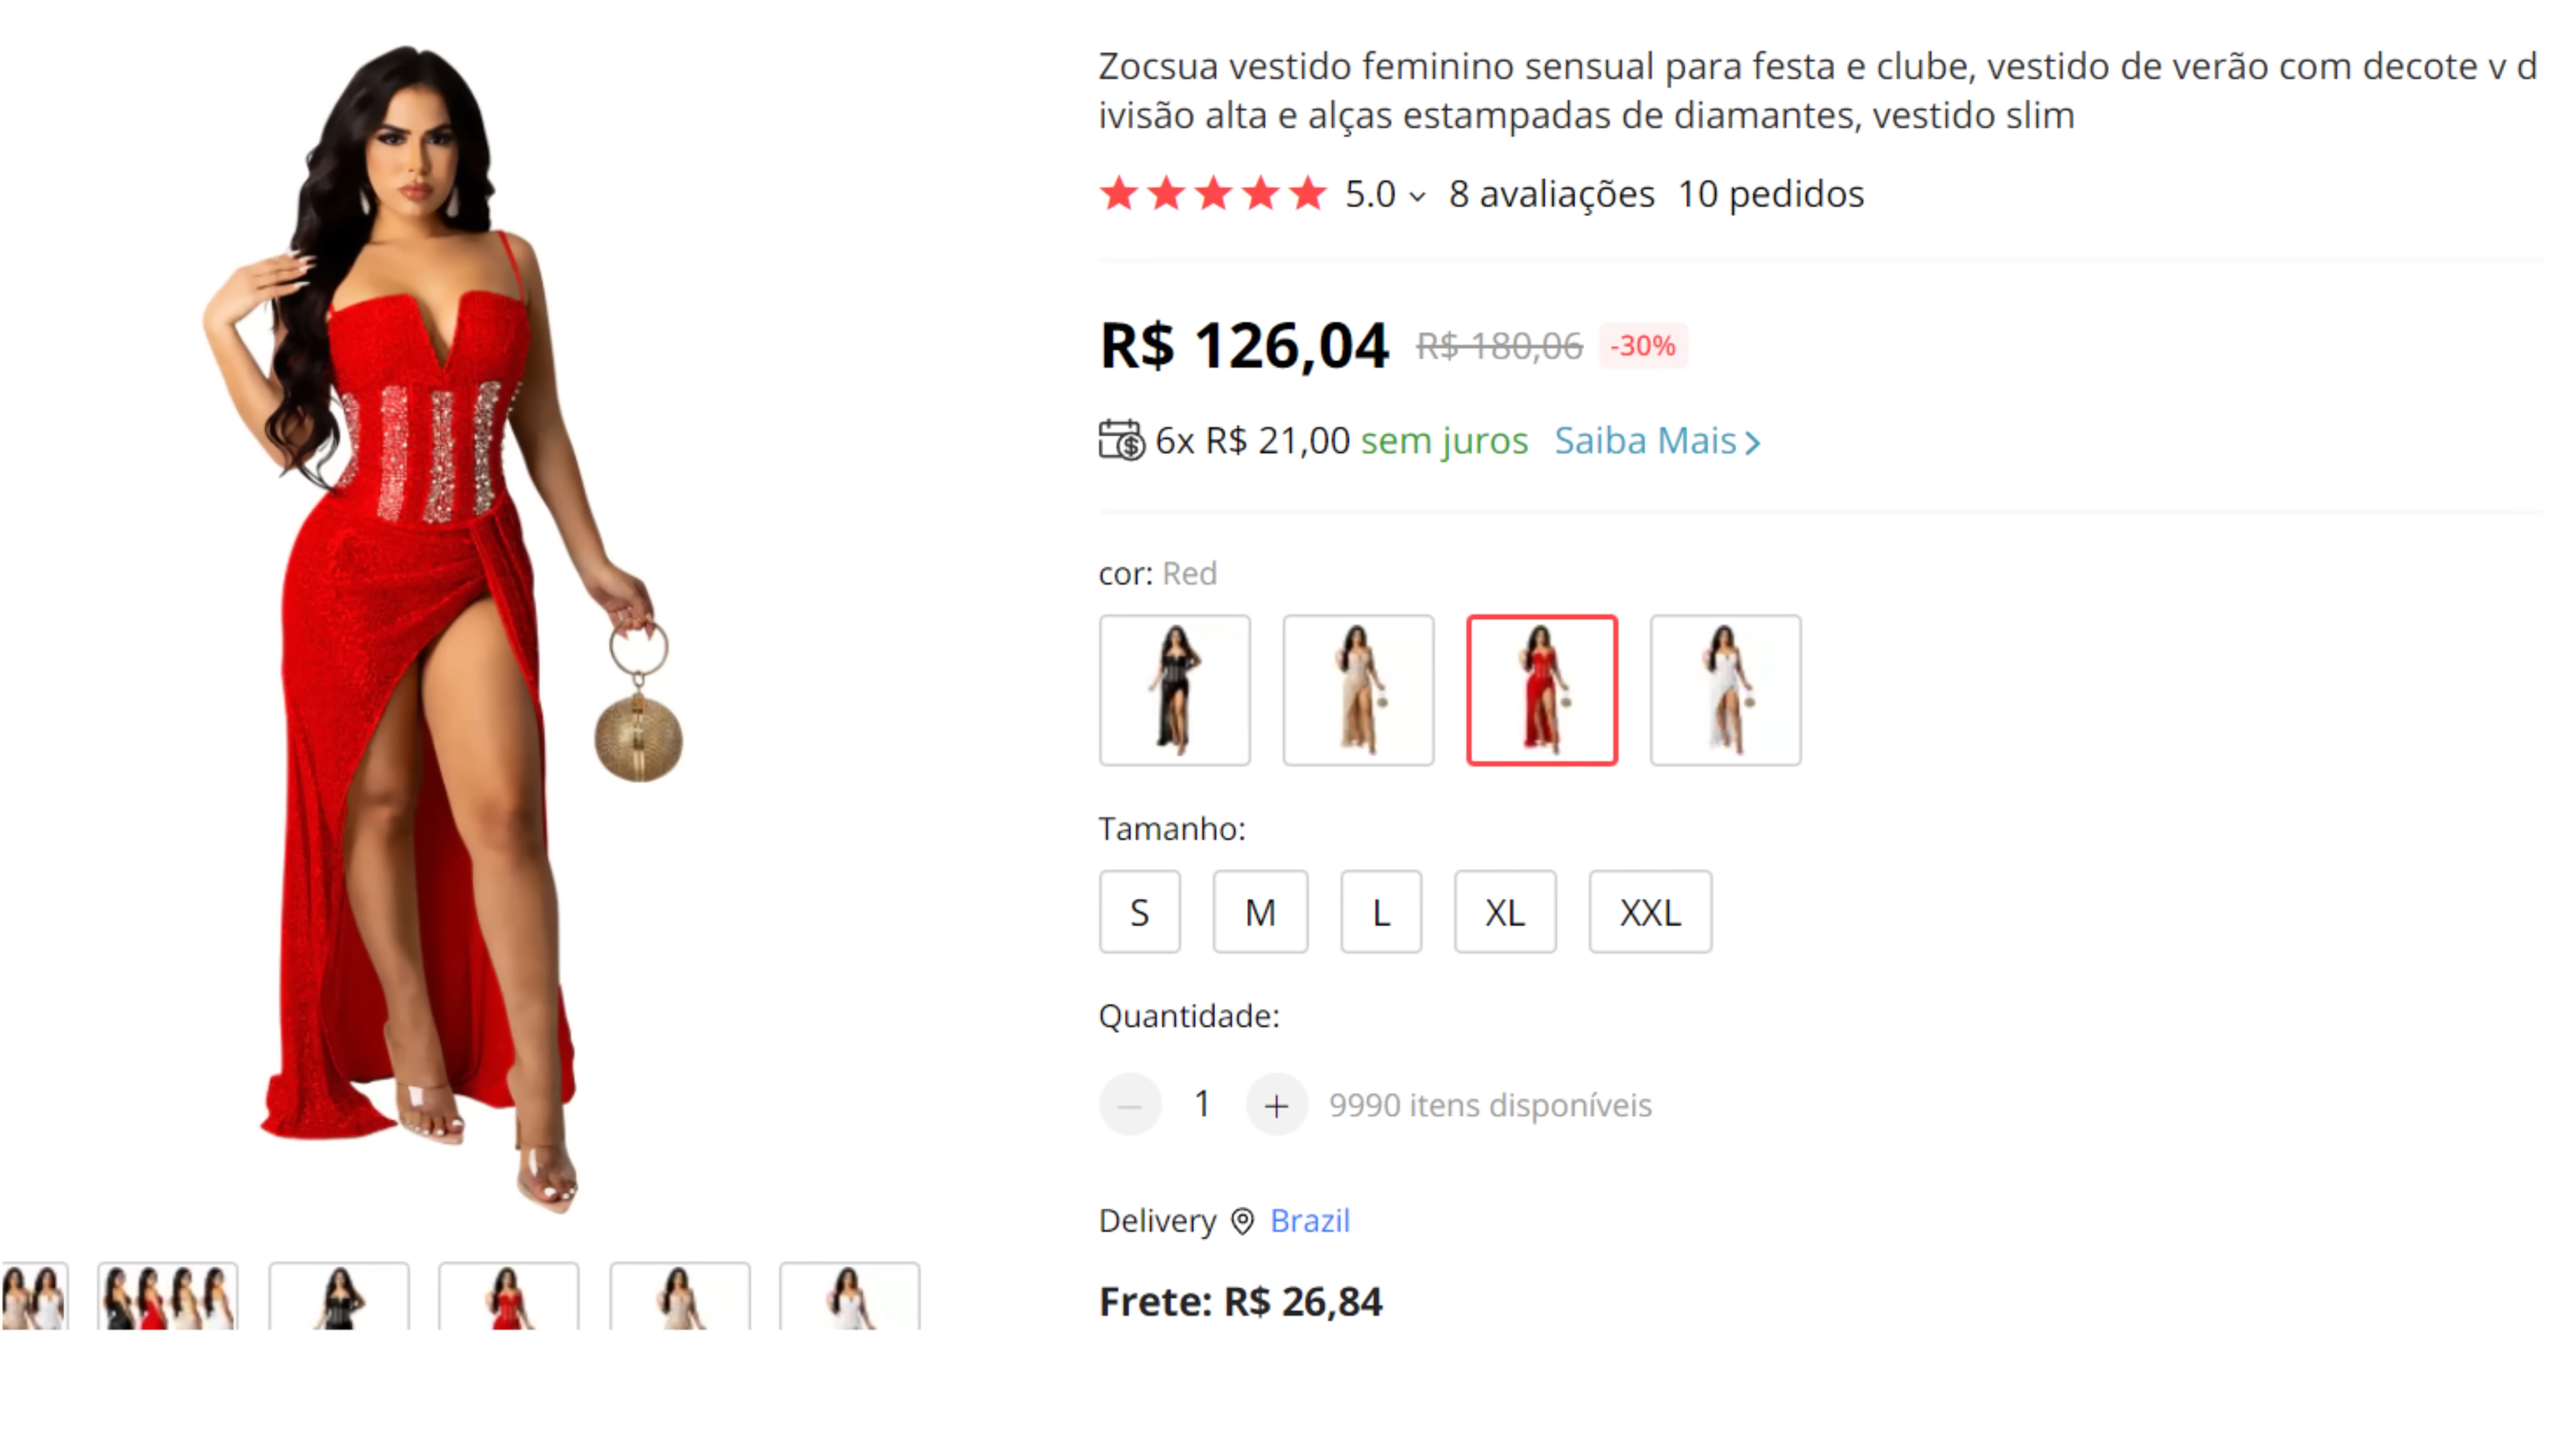 Zocsua vestido feminino sensual para festa e clube, vestido de verão com decote v d
ivisão alta e alças estampadas de diamantes, vestido slim
5.0 8 avaliações 10 pedidos
R$ 126,04 R$ 180,06 -30%
6x R$ 21,00 sem juros Saiba Mais
cor: Red
Tamanho:
S M L XL XXL
Quantidade:
− 1 + 9990 itens disponíveis
Delivery Brazil
Frete: R$ 26,84